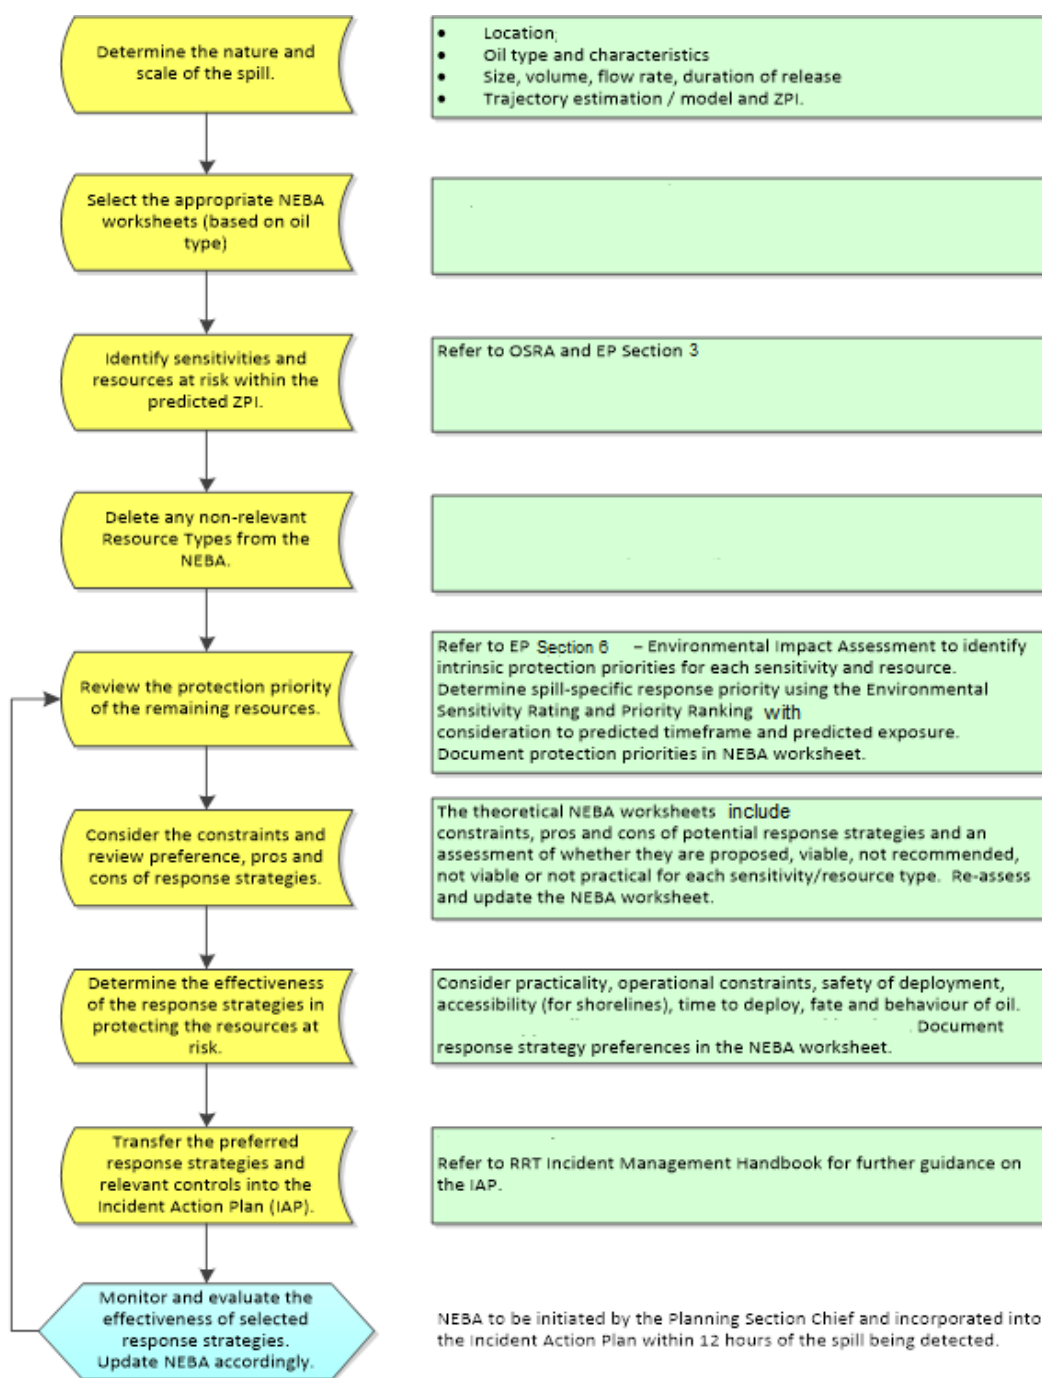 Determine the nature and
scale of the spill.
• Location;
• Oil type and characteristics
• Size, volume, flow rate, duration of release
• Trajectory estimation / model and ZPI.
Select the appropriate NEBA
worksheets (based on oil
type)
Identify sensitivities and
resources at risk within the
predicted ZPI.
Refer to OSRA and EP Section 3
Delete any non-relevant
Resource Types from the
NEBA.
Review the protection priority
of the remaining resources.
Refer to EP Section 6 – Environmental Impact Assessment to identify
intrinsic protection priorities for each sensitivity and resource.
Determine spill-specific response priority using the Environmental
Sensitivity Rating and Priority Ranking with
consideration to predicted timeframe and predicted exposure.
Document protection priorities in NEBA worksheet.
Consider the constraints and
review preference, pros and
cons of response strategies.
The theoretical NEBA worksheets include
constraints, pros and cons of potential response strategies and an
assessment of whether they are proposed, viable, not recommended,
not viable or not practical for each sensitivity/resource type. Re-assess
and update the NEBA worksheet.
Determine the effectiveness
of the response strategies in
protecting the resources at
risk.
Consider practicality, operational constraints, safety of deployment,
accessibility (for shorelines), time to deploy, fate and behaviour of oil.
. Document
response strategy preferences in the NEBA worksheet.
Transfer the preferred
response strategies and
relevant controls into the
Incident Action Plan (IAP).
Refer to RRT Incident Management Handbook for further guidance on
the IAP.
Monitor and evaluate the
effectiveness of selected
response strategies.
Update NEBA accordingly.
NEBA to be initiated by the Planning Section Chief and incorporated into
the Incident Action Plan within 12 hours of the spill being detected.